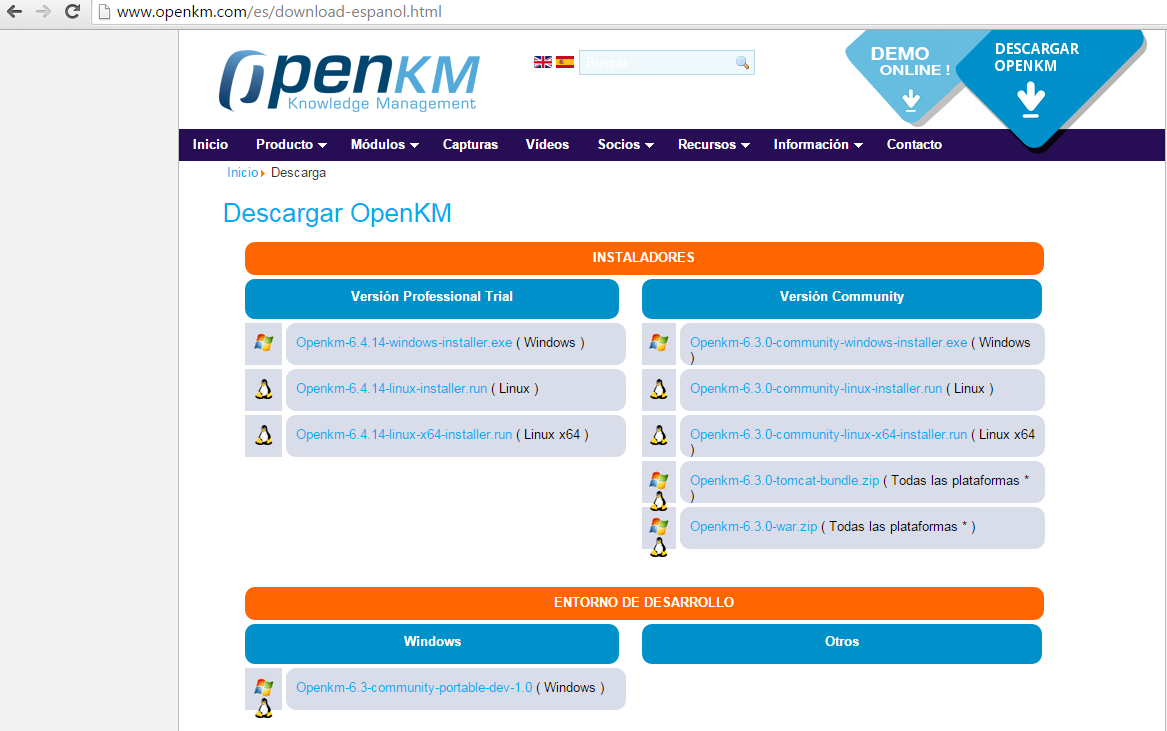 www.openkm.com/es/download-espanol.html
OpenKM
Knowledge Management
Buscar...
DEMO
ONLINE !
DESCARGAR
OPENKM
Inicio Producto Módulos Capturas Vídeos Socios Recursos Información Contacto
Inicio Descarga
Descargar OpenKM
INSTALADORES
Versión Professional Trial
Openkm-6.4.14-windows-installer.exe ( Windows )
Openkm-6.4.14-linux-installer.run ( Linux )
Openkm-6.4.14-linux-x64-installer.run ( Linux x64 )
Versión Community
Openkm-6.3.0-community-windows-installer.exe ( Windows
)
Openkm-6.3.0-community-linux-installer.run ( Linux )
Openkm-6.3.0-community-linux-x64-installer.run ( Linux x64
)
Openkm-6.3.0-tomcat-bundle.zip ( Todas las plataformas *
)
Openkm-6.3.0-war.zip ( Todas las plataformas * )
ENTORNO DE DESARROLLO
Windows
Openkm-6.3-community-portable-dev-1.0 ( Windows )
Otros